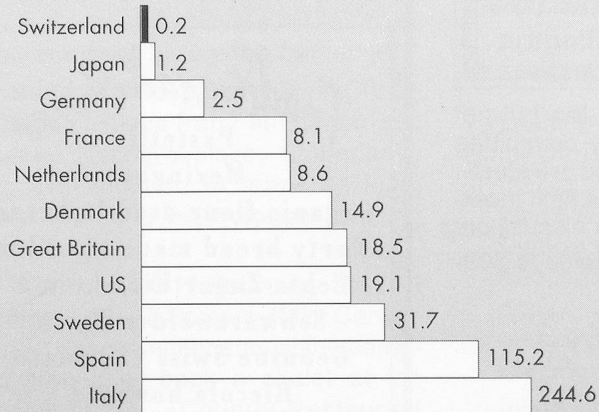 Switzerland 0.2
Japan 1.2
Germany 2.5
France 8.1
Netherlands 8.6
Denmark 14.9
Great Britain 18.5
US 19.1
Sweden 31.7
Spain 115.2
Italy 244.6